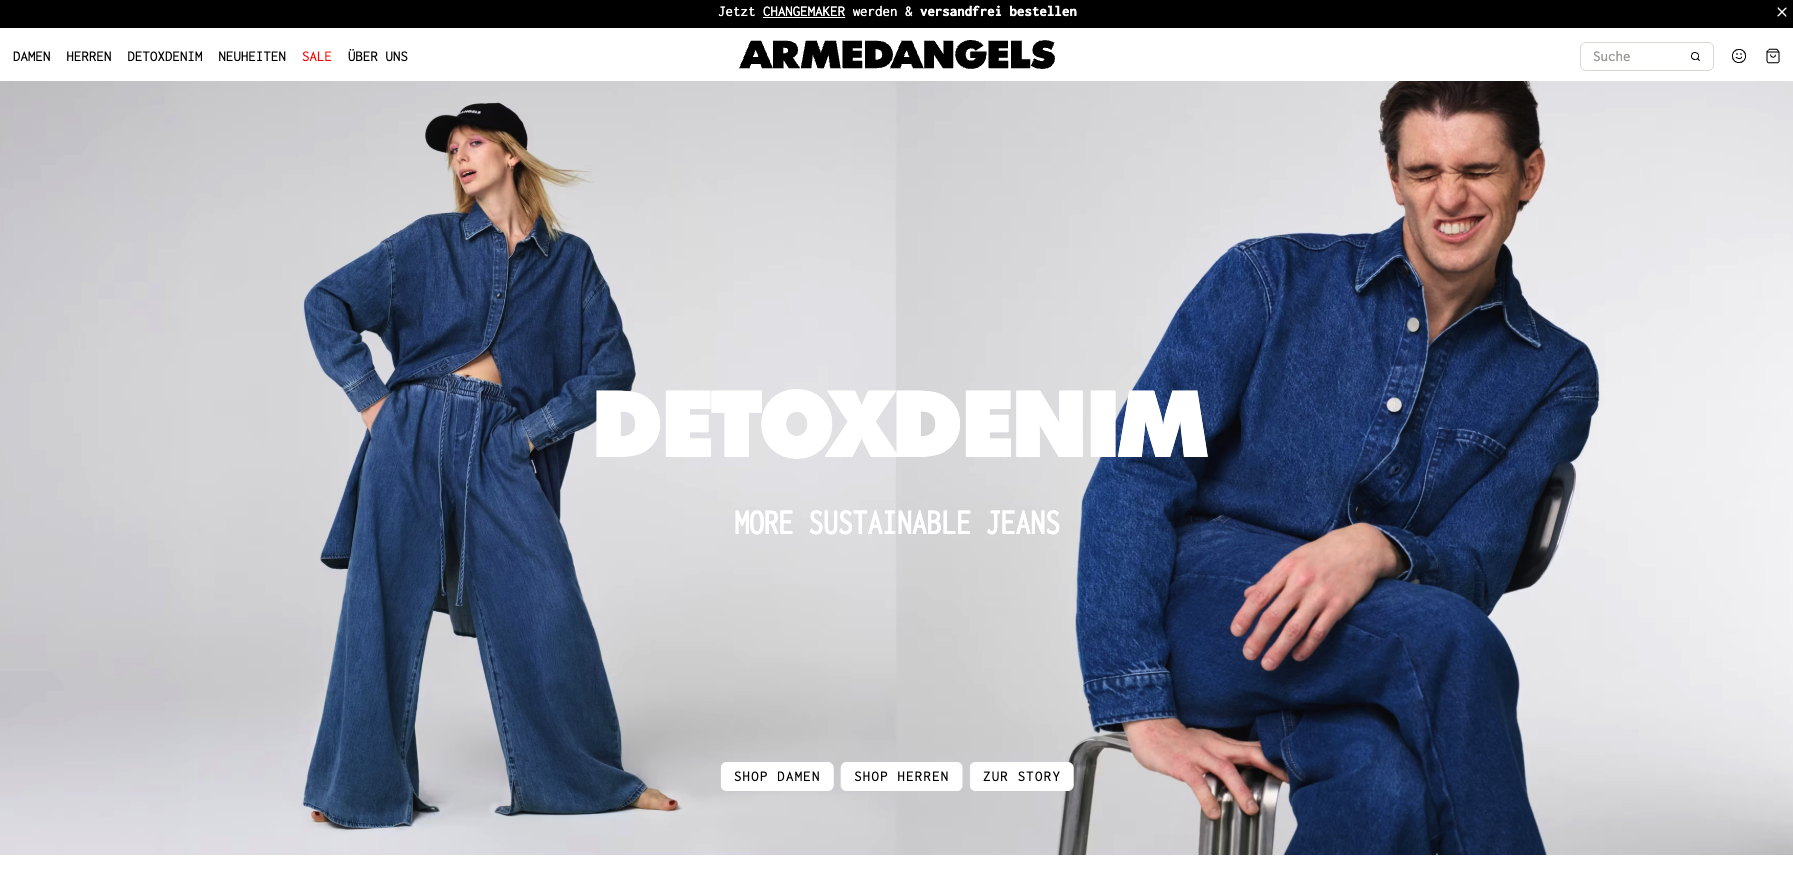 Jetzt CHANGEMAKER werden & versandfrei bestellen
DAMEN HERREN DETOXDENIM NEUHEITEN SALE ÜBER UNS
ARMEDANGELS
Suche
DETOXDENIM
MORE SUSTAINABLE JEANS
SHOP DAMEN
SHOP HERREN
ZUR STORY